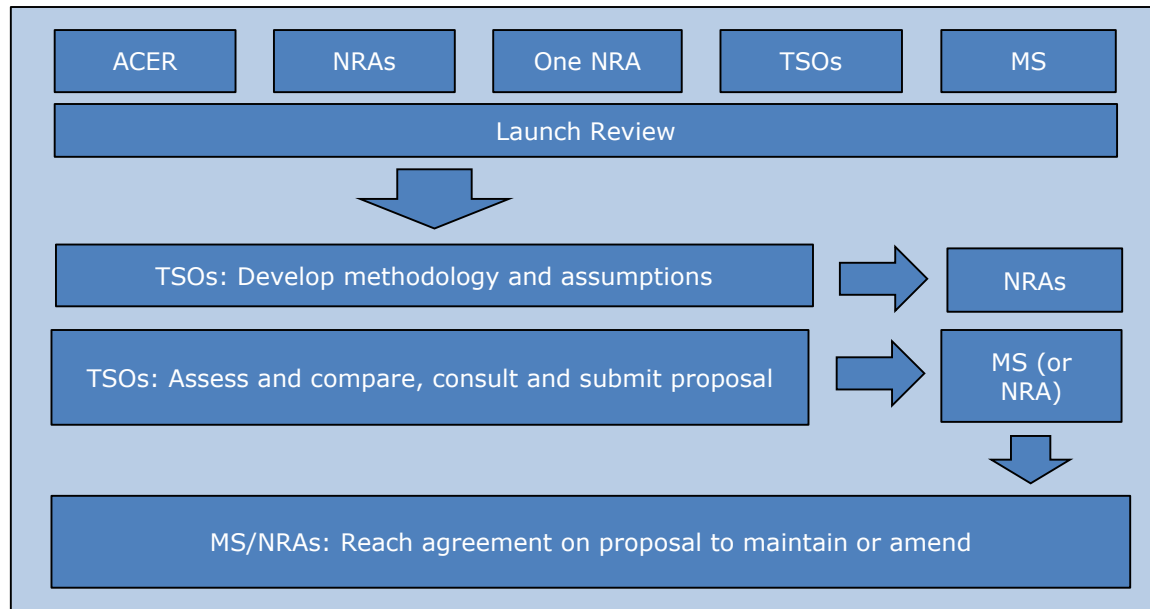 ACER
NRAs
One NRA
TSOs
MS
Launch Review
TSOs: Develop methodology and assumptions
NRAs
TSOs: Assess and compare, consult and submit proposal
MS (or
NRA)
MS/NRAs: Reach agreement on proposal to maintain or amend